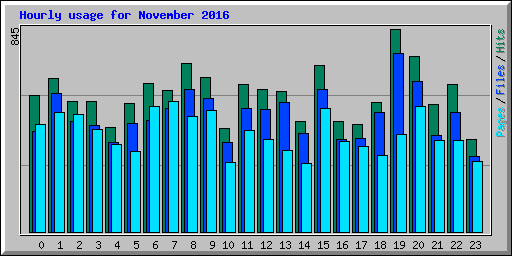 Hourly usage for November 2016
845
Pages / Files / Hits
0 1 2 3 4 5 6 7 8 9 10 11 12 13 14 15 16 17 18 19 20 21 22 23